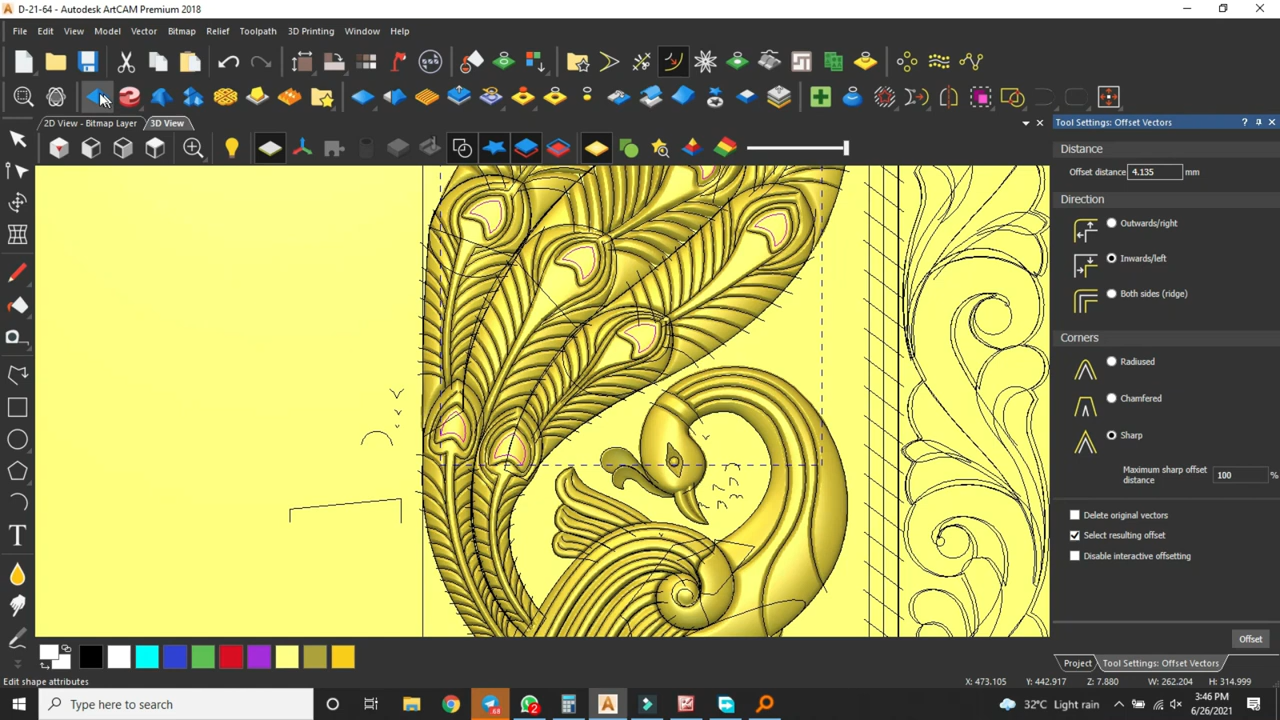 D-21-64 - Autodesk ArtCAM Premium 2018
File Edit View Model Vector Bitmap Relief Toolpath 3D Printing Window Help
2D View - Bitmap Layer 3D View
Tool Settings: Offset Vectors
Distance
Offset distance 4.135 mm
Direction
Outwards/right
Inwards/left
Both sides (ridge)
Corners
Radiused
Chamfered
Sharp
Maximum sharp offset distance 100 %
Delete original vectors
Select resulting offset
Disable interactive offsetting
Offset
Project Tool Settings: Offset Vectors
Edit shape attributes X: 473.105 Y: 442.917 Z: 7.880 W: 262.204 H: 314.999
Type here to search 32°C Light rain 3:46 PM
6/26/2021